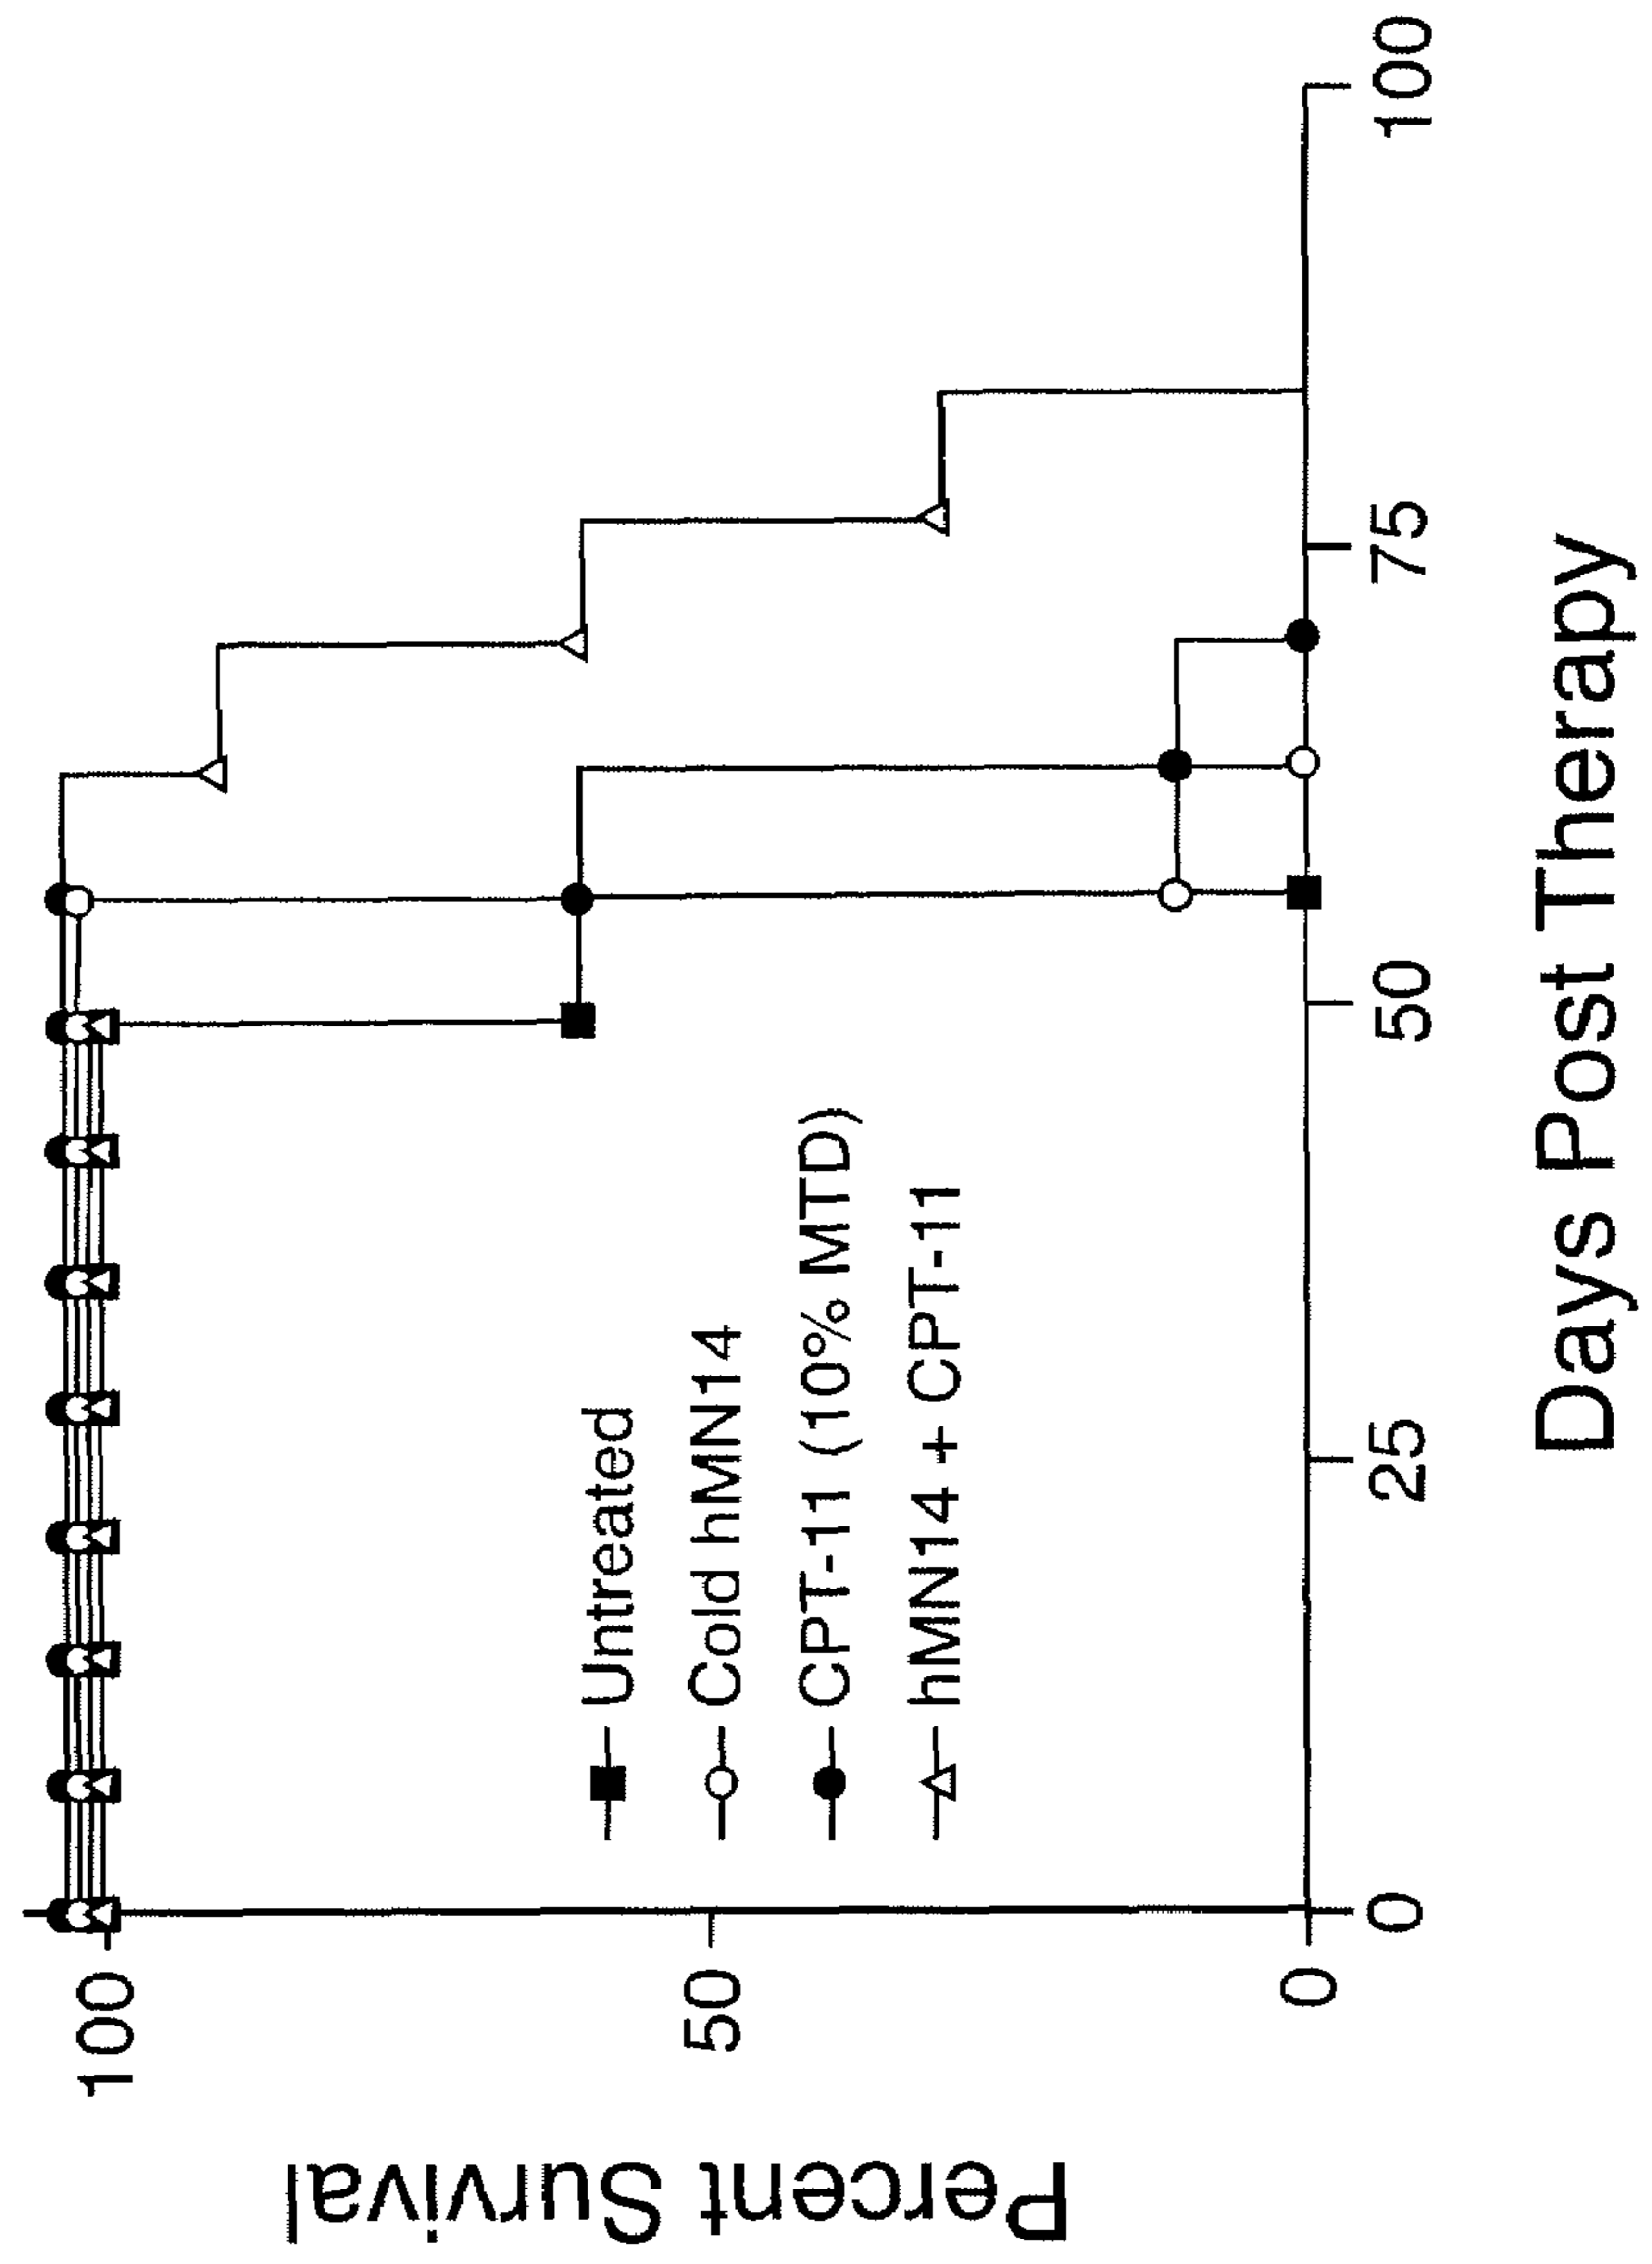 Percent Survival
100
50
0
Untreated
Cold hMN14
CPT-11 (10% MTD)
hMN14 + CPT-11
0
25
50
75
100
Days Post Therapy